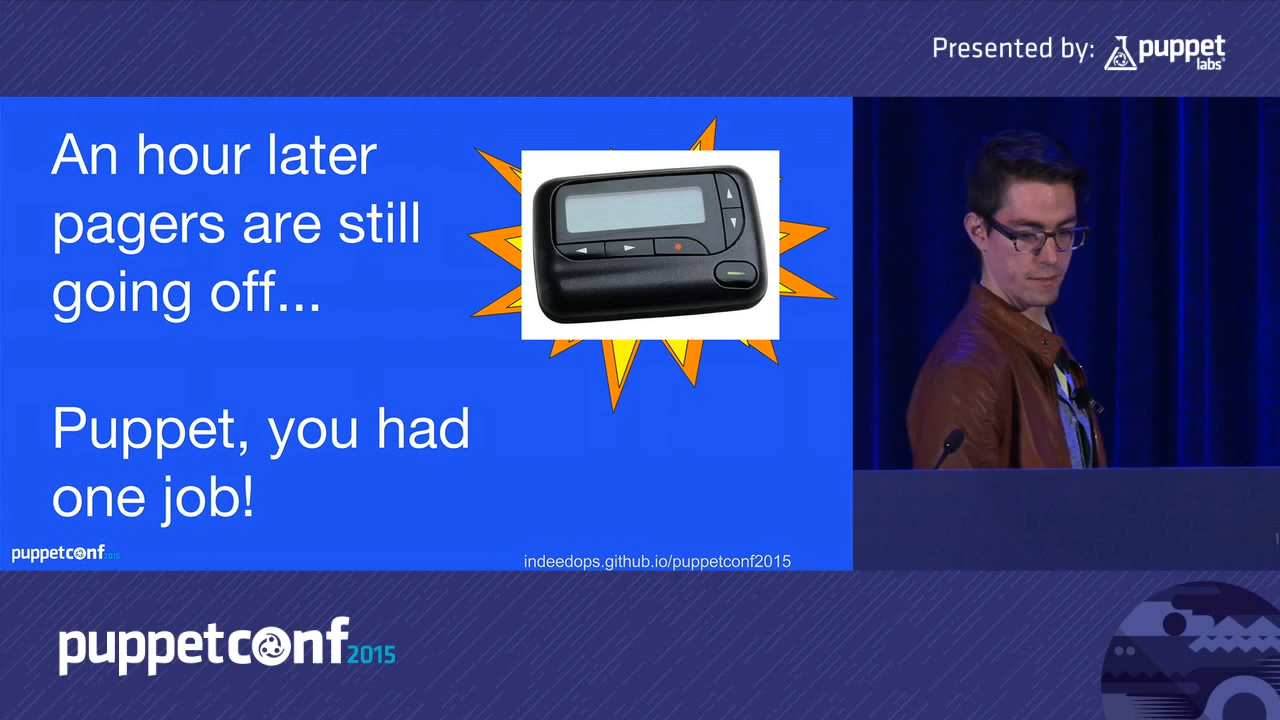 Presented by: puppet labs
An hour later
pagers are still
going off...
Puppet, you had
one job!
puppetconf 2015
indeedops.github.io/puppetconf2015
puppetconf 2015